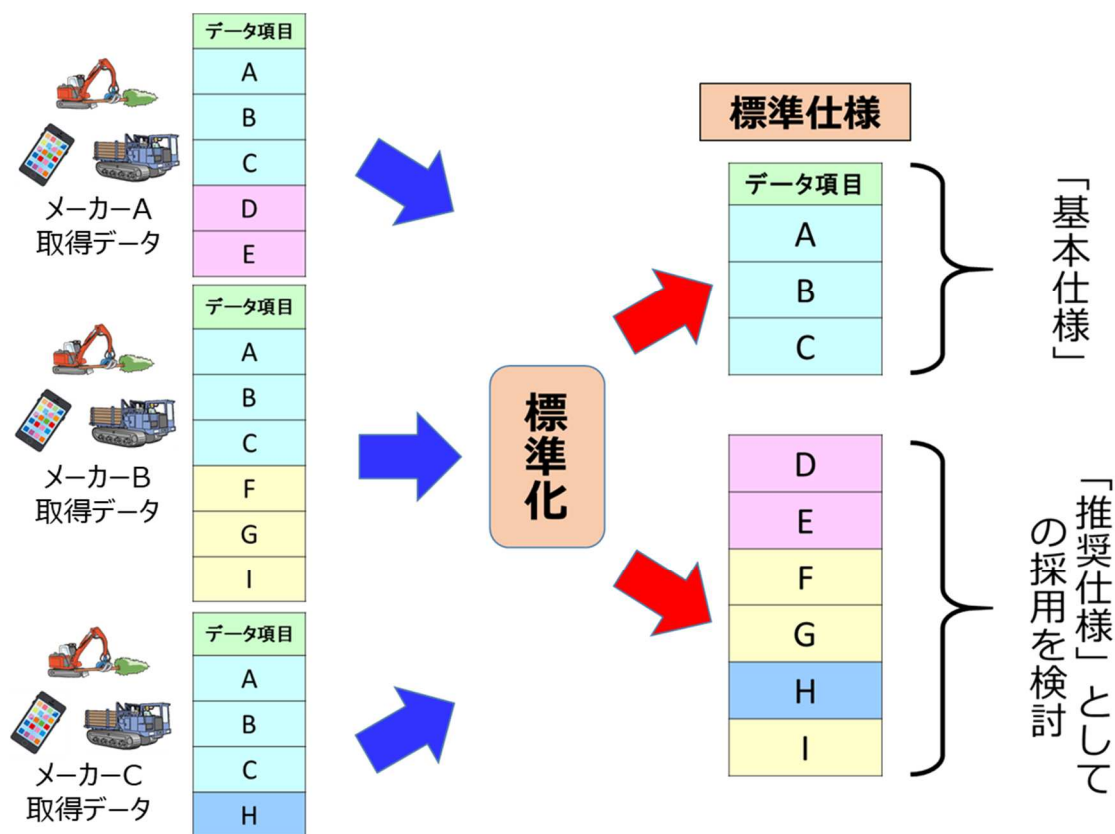 データ項目
A
B
C
D
E
メーカーA
取得データ
データ項目
A
B
C
F
G
I
メーカーB
取得データ
データ項目
A
B
C
H
メーカーC
取得データ
標準化
標準仕様
データ項目
A
B
C
「基本仕様」
D
E
F
G
H
I
「推奨仕様」として
の採用を検討